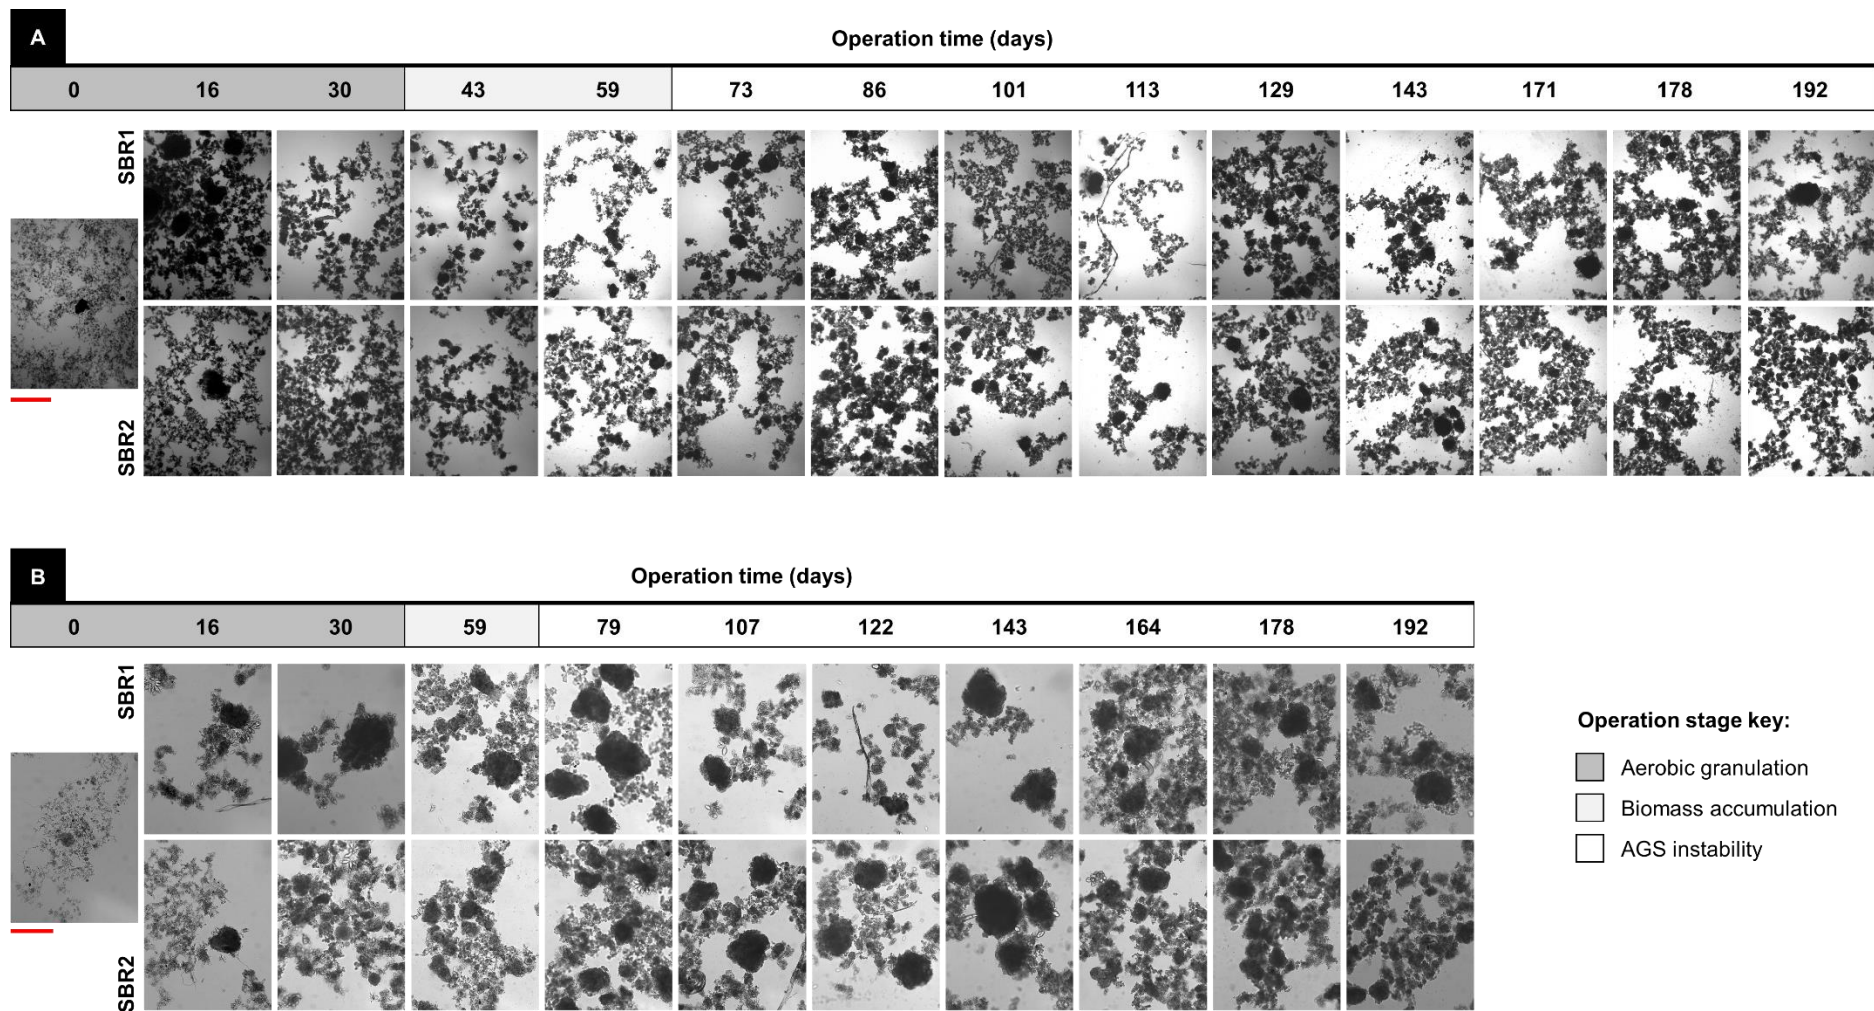 A
Operation time (days)
0 16 30 43 59 73 86 101 113 129 143 171 178 192
SBR1
SBR2
B
Operation time (days)
0 16 30 59 79 107 122 143 164 178 192
SBR1
SBR2
Operation stage key:
Aerobic granulation
Biomass accumulation
AGS instability